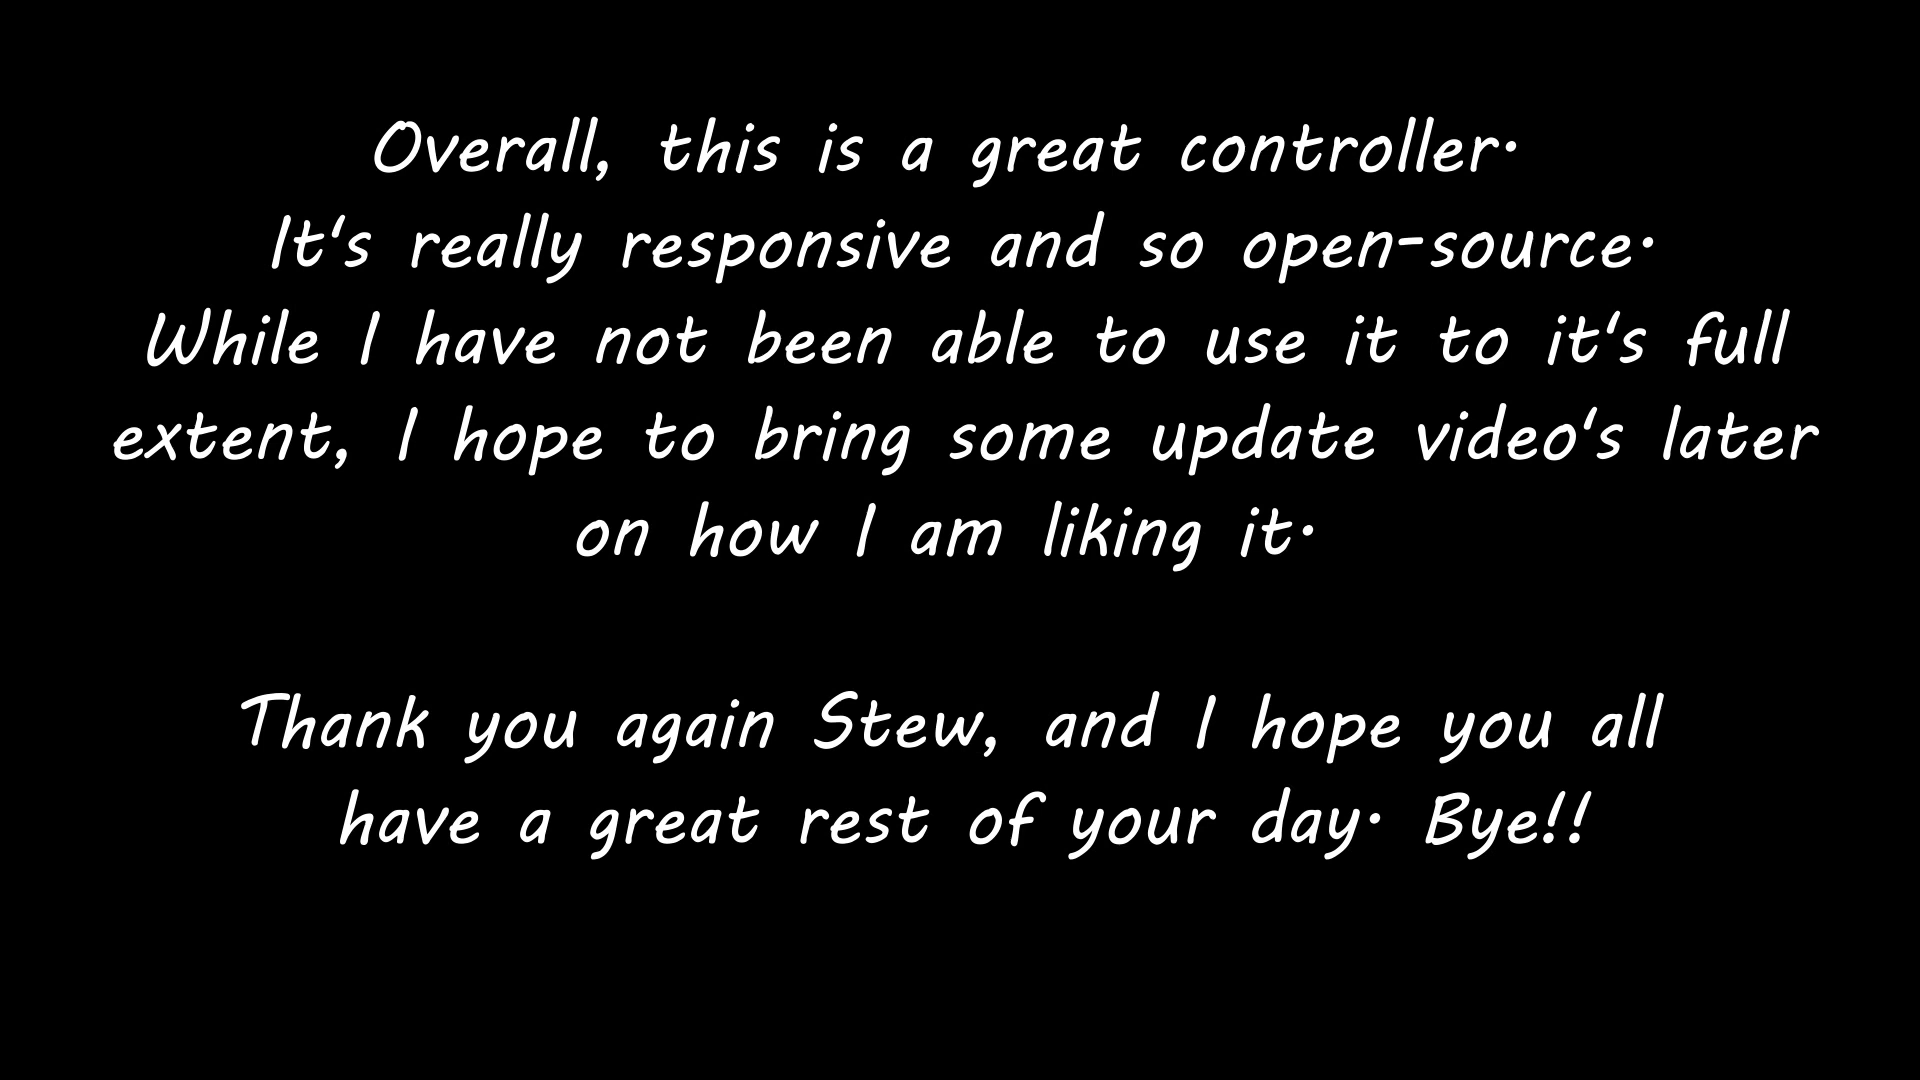 Overall, this is a great controller.
It's really responsive and so open-source.
While I have not been able to use it to it's full
extent, I hope to bring some update video's later
on how I am liking it.
Thank you again Stew, and I hope you all
have a great rest of your day. Bye!!